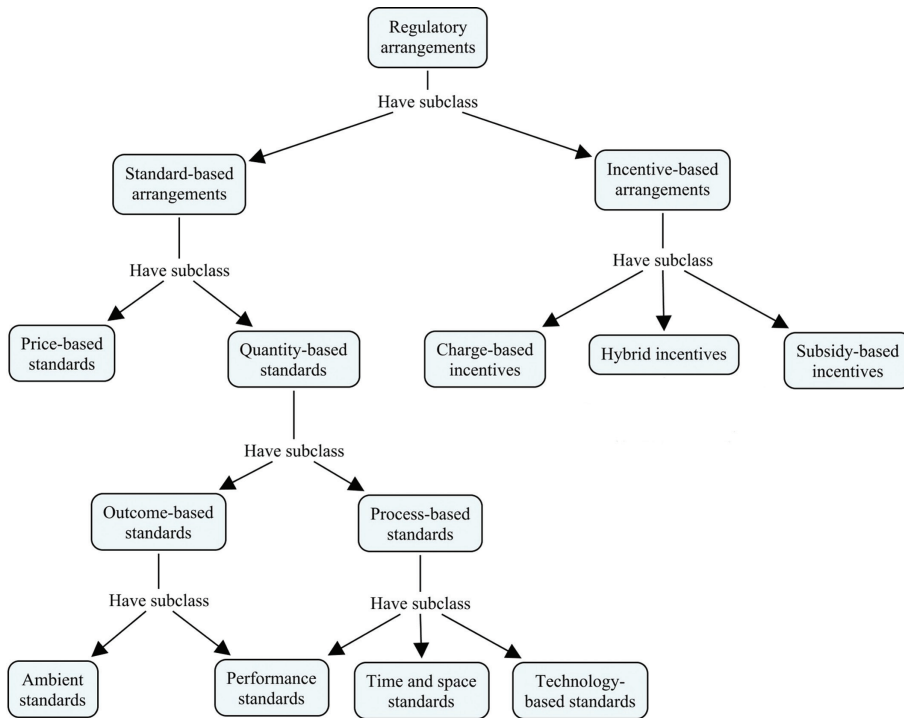 Regulatory
arrangements
Have subclass
Standard-based
arrangements
Incentive-based
arrangements
Have subclass
Have subclass
Price-based
standards
Quantity-based
standards
Charge-based
incentives
Hybrid incentives
Subsidy-based
incentives
Have subclass
Outcome-based
standards
Process-based
standards
Have subclass
Have subclass
Ambient
standards
Performance
standards
Time and space
standards
Technology-
based standards